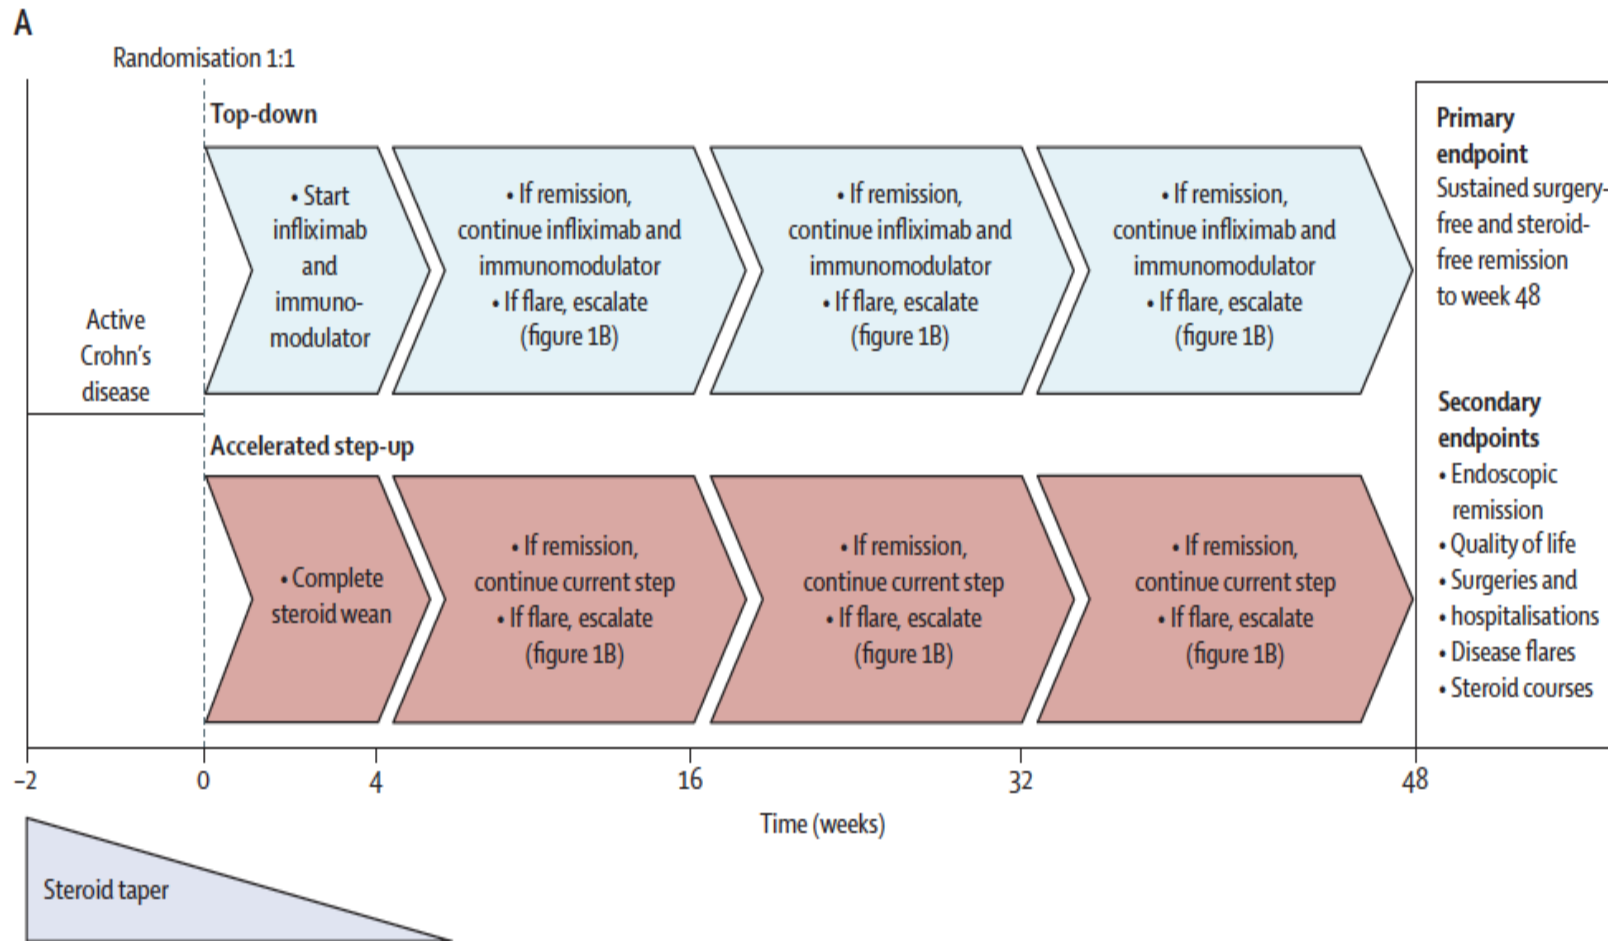 A
Randomisation 1:1
Top-down
• Start
infliximab
and
immuno-
modulator
• If remission,
continue infliximab and
immunomodulator
• If flare, escalate
(figure 1B)
• If remission,
continue infliximab and
immunomodulator
• If flare, escalate
(figure 1B)
• If remission,
continue infliximab and
immunomodulator
• If flare, escalate
(figure 1B)
Active
Crohn's
disease
Accelerated step-up
• Complete
steroid wean
• If remission,
continue current step
• If flare, escalate
(figure 1B)
• If remission,
continue current step
• If flare, escalate
(figure 1B)
• If remission,
continue current step
• If flare, escalate
(figure 1B)
Primary
endpoint
Sustained surgery-
free and steroid-
free remission
to week 48
Secondary
endpoints
• Endoscopic
remission
• Quality of life
• Surgeries and
• hospitalisations
• Disease flares
• Steroid courses
–2 0 4 16 32 48
Time (weeks)
Steroid taper